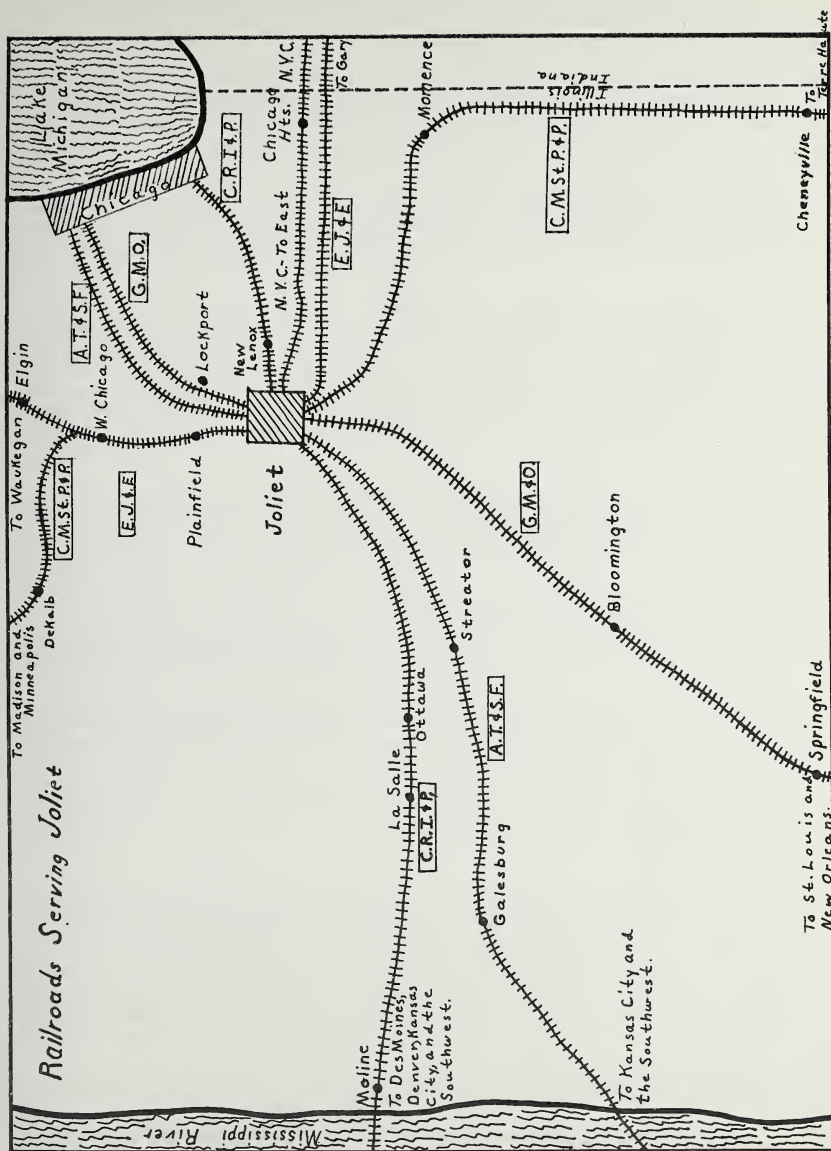 Railroads Serving Joliet
To Madison and
Minneapolis
DeKalb
C.M.St.P.&P.
To Waukegan
Elgin
W. Chicago
E.J.&E
Plainfield
Joliet
A.T.&S.F.
G.M.O.
Lockport
New
Lenox
Chicago
Lake
Michigan
C.R.I&P.
N.Y.C.-To East
Chicago
Hts.
N.Y.C.
E.J.&E
To Gary
Momence
Illinois
Indiana
C.M.St.P.&P.
Cheneyville
To
Terre Haute
G.M.&O.
Bloomington
Springfield
To St. Louis and
New Orleans.
Streator
A.T.&S.F.
Galesburg
To Kansas City and
the Southwest.
Ottawa
La Salle
C.R.I.&P.
Moline
To DesMoines,
Denver, Kansas
City, and the
Southwest.
Mississippi
River